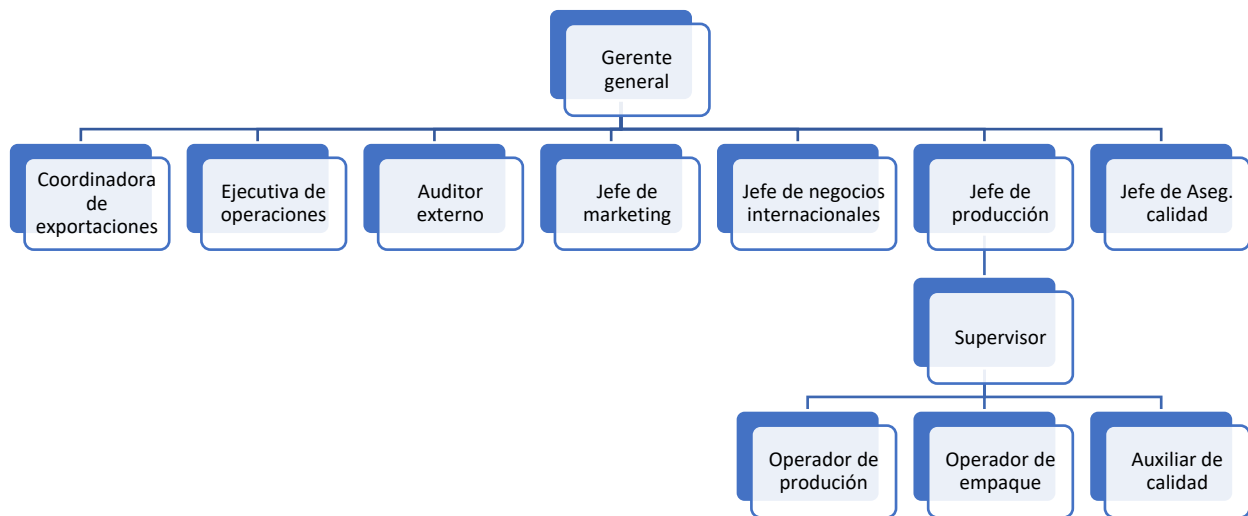 Gerente
general
Coordinadora
de
exportaciones
Ejecutiva de
operaciones
Auditor
externo
Jefe de
marketing
Jefe de negocios
internacionales
Jefe de
producción
Jefe de Aseg.
calidad
Supervisor
Operador de
produción
Operador de
empaque
Auxiliar de
calidad